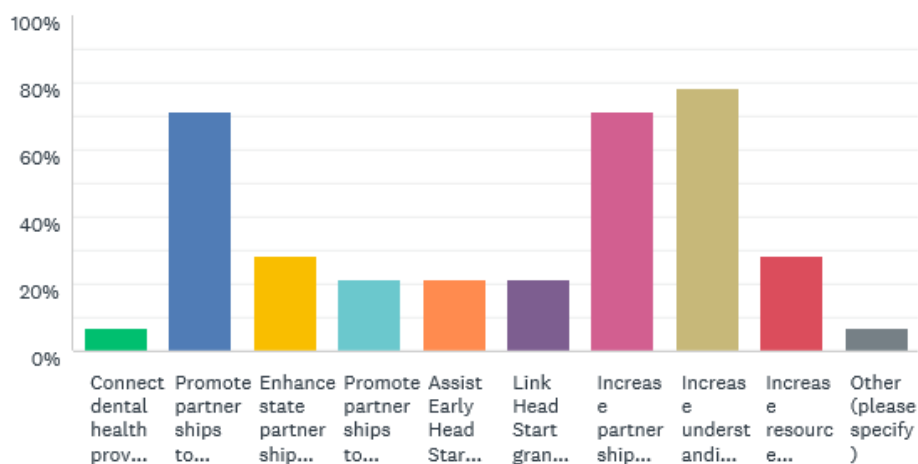 100%
80%
60%
40%
20%
0%
Connect
dental
health
prov...
Promote
partner
ships
to...
Enhance
state
partner
ship...
Promote
partner
ships
to...
Assist
Early
Head
Star...
Link
Head
Start
gran...
Increas
e
partner
ship...
Increas
e
underst
andi...
Increas
e
resourc
e...
Other
(please
specify
)